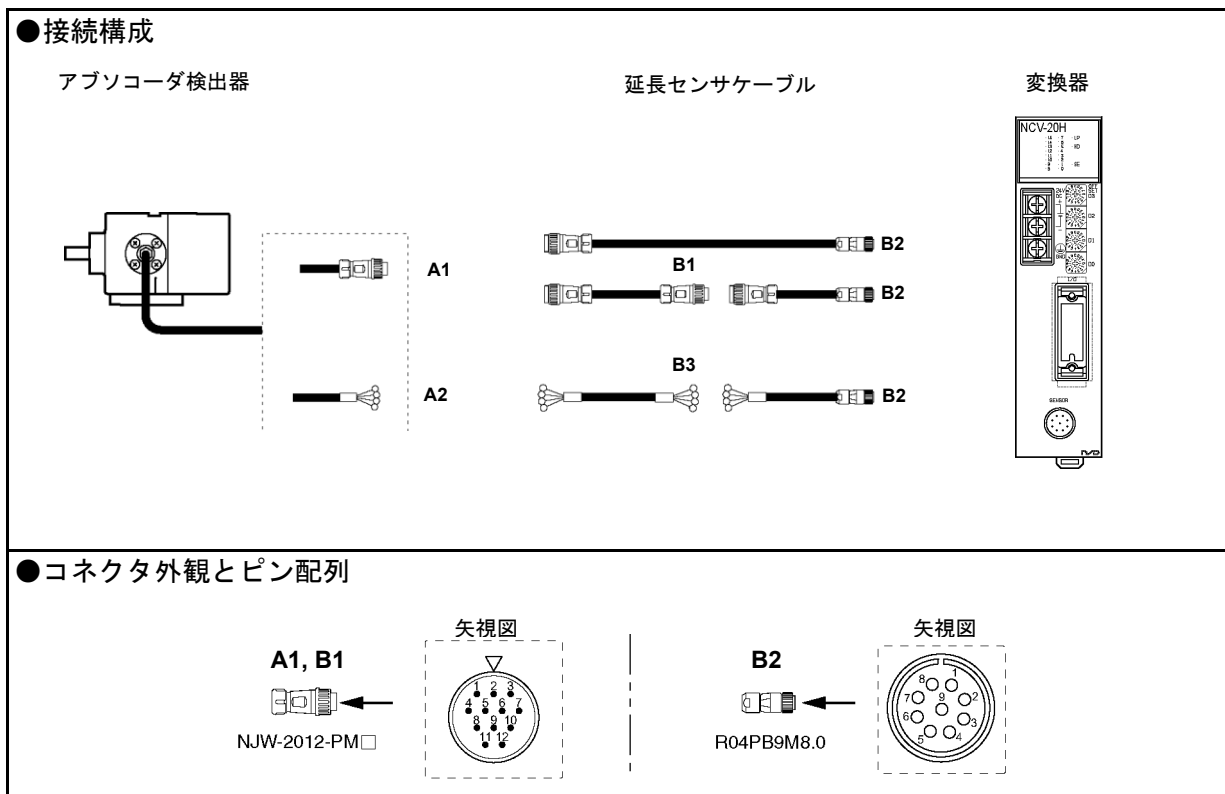 ●接続構成
アブソコーダ検出器
延長センサケーブル
変換器
NCV-20H
A1
B2
B1
B2
A2
B3
B2
24V
DC
+
-
I/O
SENSOR
●コネクタ外観とピン配列
A1, B1
矢視図
B2
矢視図
1 2 3
4 5 6 7
8 9 10
11 12
8 1
7 9 2
6 3
5 4
NJW-2012-PM□
R04PB9M8.0